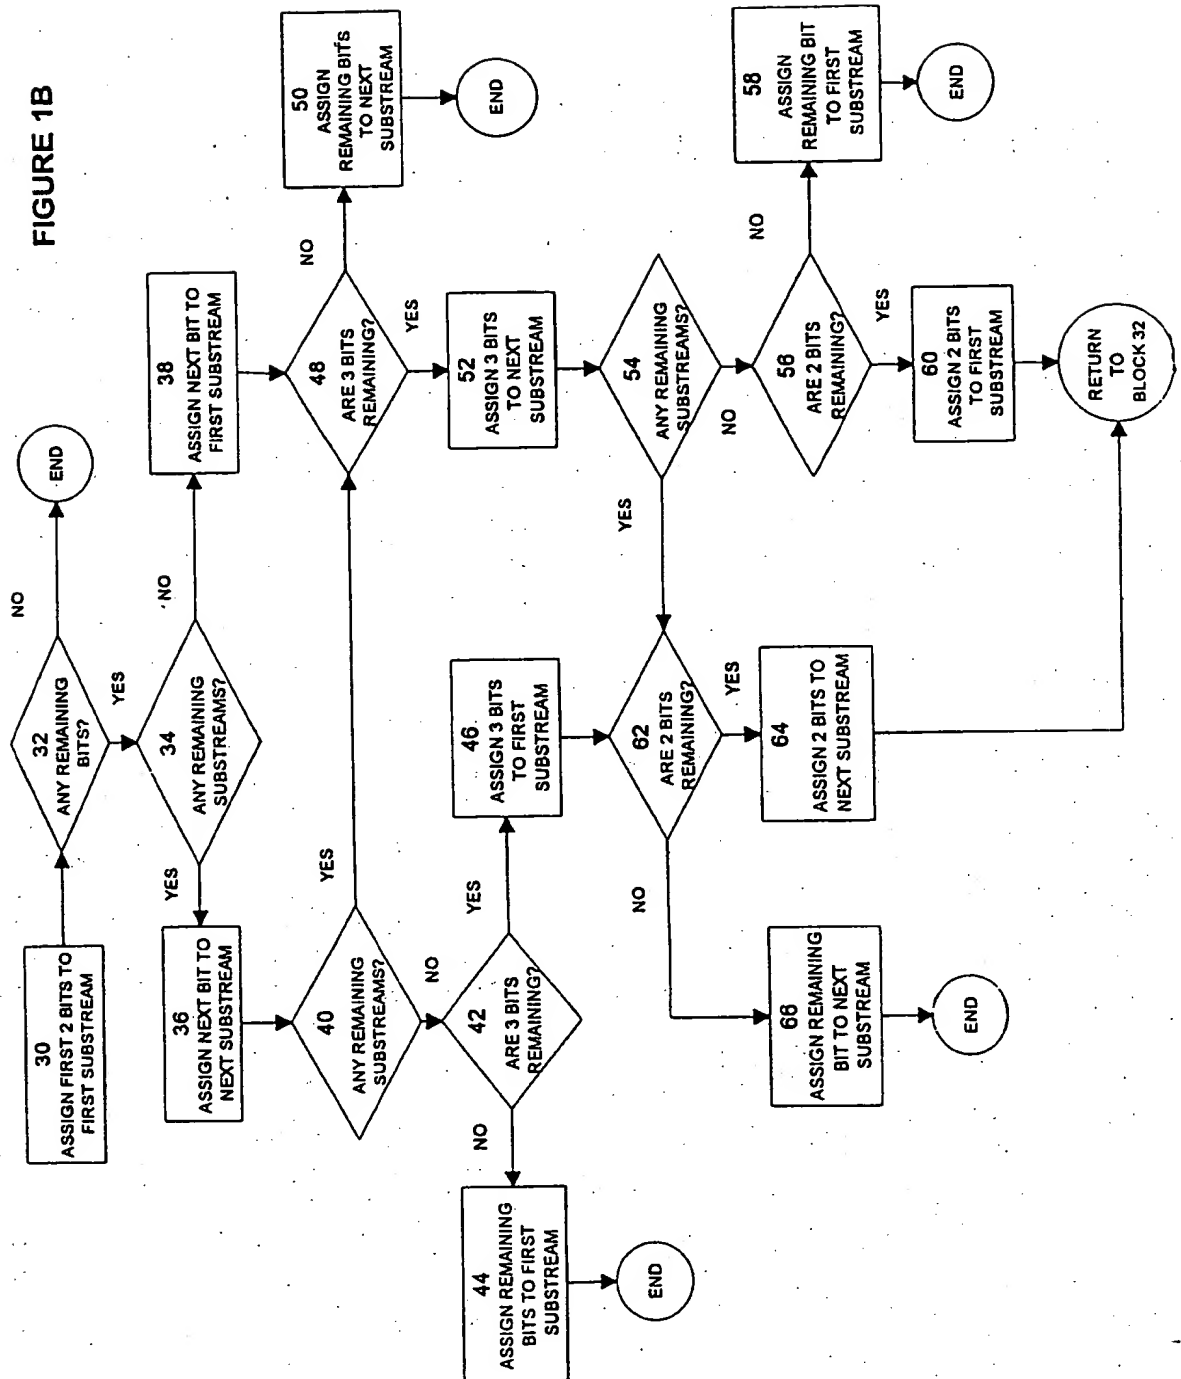 FIGURE 1B
30
ASSIGN FIRST 2 BITS TO
FIRST SUBSTREAM
32
ANY REMAINING
BITS?
NO
END
YES
34
ANY REMAINING
SUBSTREAMS?
NO
YES
36
ASSIGN NEXT BIT TO
NEXT SUBSTREAM
38
ASSIGN NEXT BIT TO
FIRST SUBSTREAM
40
ANY REMAINING
SUBSTREAMS?
YES
NO
48
ARE 3 BITS
REMAINING?
NO
YES
50
ASSIGN
REMAINING BITS
TO NEXT
SUBSTREAM
END
42
ARE 3 BITS
REMAINING?
NO
YES
44
ASSIGN REMAINING
BITS TO FIRST
SUBSTREAM
END
46
ASSIGN 3 BITS
TO FIRST
SUBSTREAM
52
ASSIGN 3 BITS
TO NEXT
SUBSTREAM
54
ANY REMAINING
SUBSTREAMS?
YES
NO
62
ARE 2 BITS
REMAINING?
NO
YES
56
ARE 2 BITS
REMAINING?
NO
YES
58
ASSIGN
REMAINING BIT
TO FIRST
SUBSTREAM
END
66
ASSIGN REMAINING
BIT TO NEXT
SUBSTREAM
END
64
ASSIGN 2 BITS TO
NEXT SUBSTREAM
60
ASSIGN 2 BITS
TO FIRST
SUBSTREAM
RETURN
TO
BLOCK 32